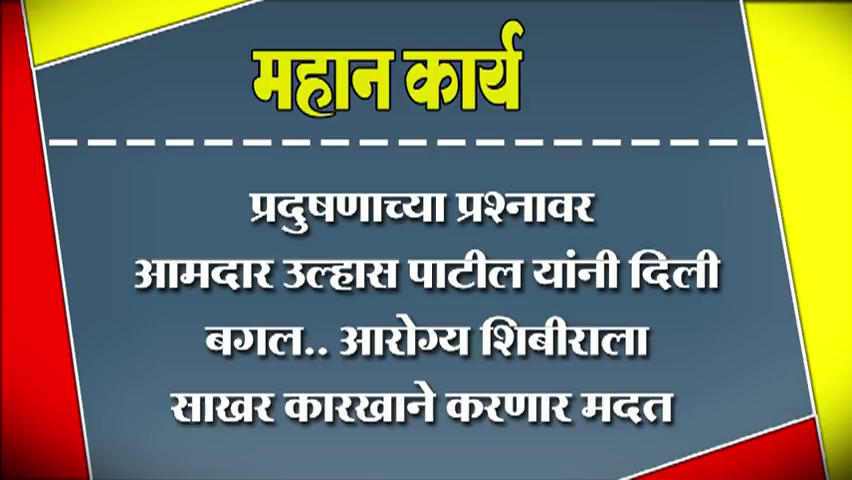 महान कार्य
प्रदुषणाच्या प्रश्नावर
आमदार उल्हास पाटील यांनी दिली
बगल.. आरोग्य शिबीराला
साखर कारखाने करणार मदत